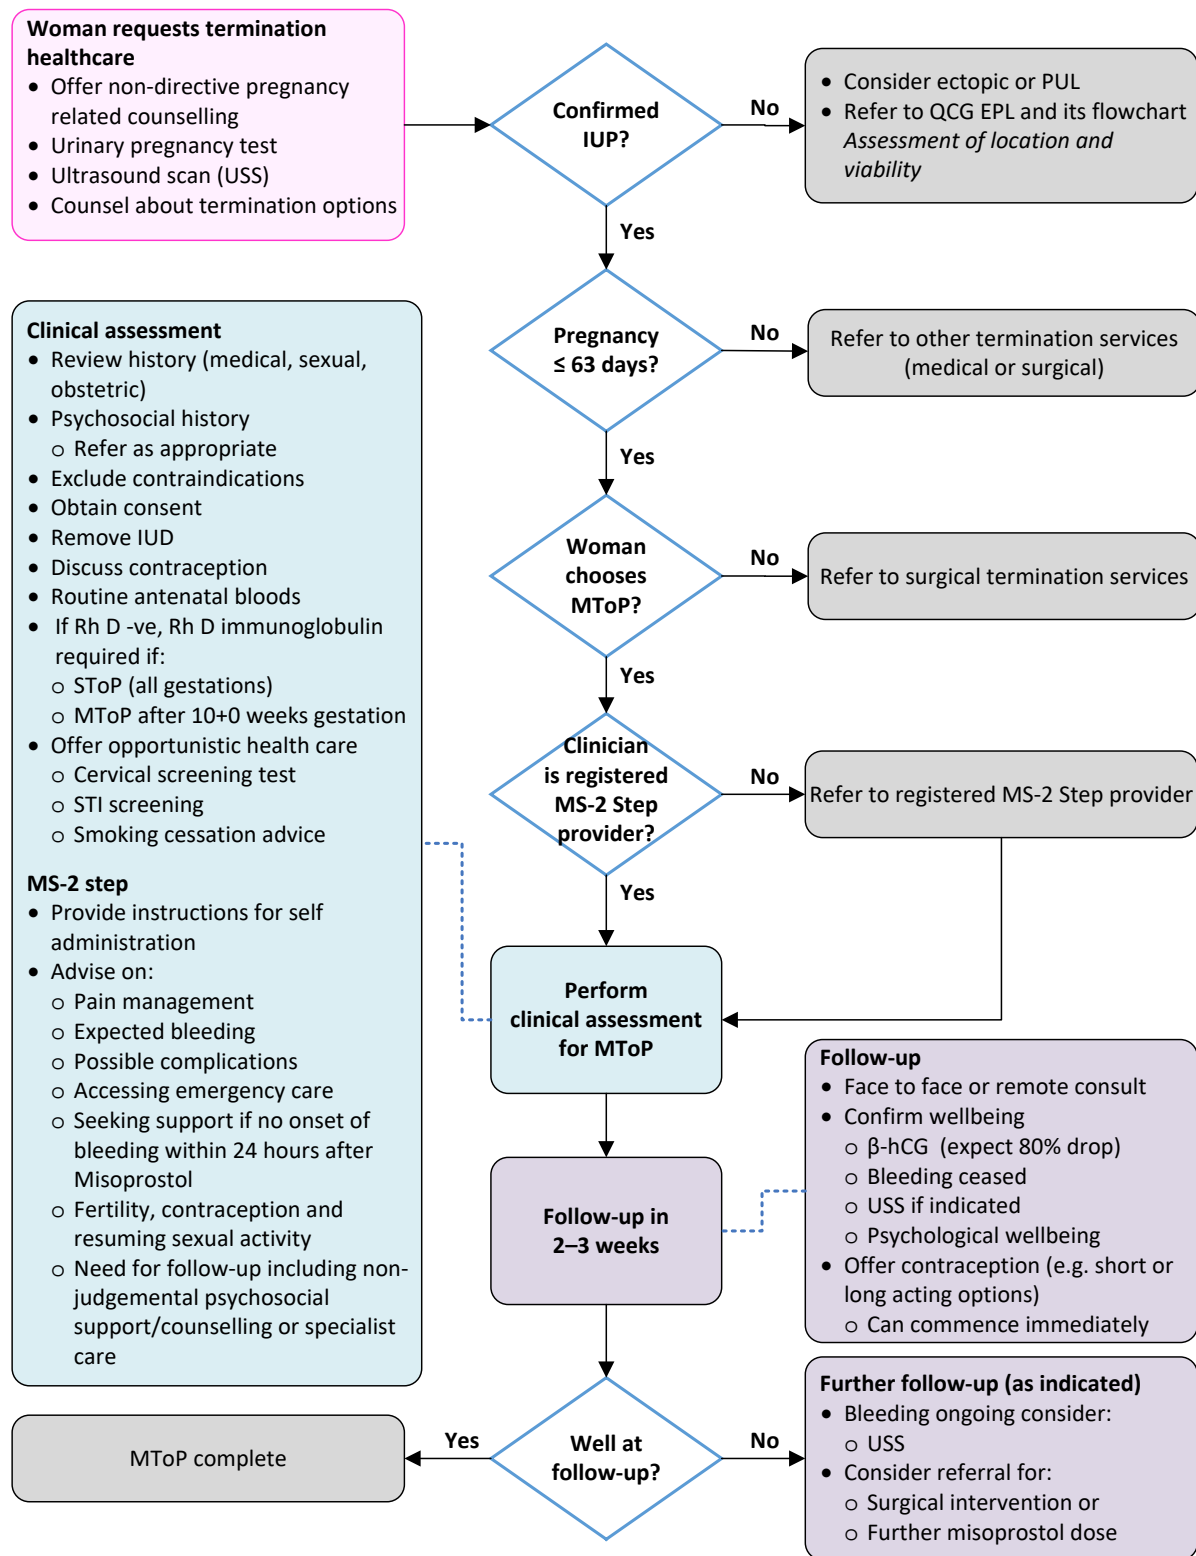 Woman requests termination
healthcare
• Offer non-directive pregnancy
related counselling
• Urinary pregnancy test
• Ultrasound scan (USS)
• Counsel about termination options
Confirmed
IUP?
No
• Consider ectopic or PUL
• Refer to QCG EPL and its flowchart
Assessment of location and
viability
Yes
Pregnancy
≤ 63 days?
No
Refer to other termination services
(medical or surgical)
Yes
Woman
chooses
MToP?
No
Refer to surgical termination services
Yes
Clinician
is registered
MS-2 Step
provider?
No
Refer to registered MS-2 Step provider
Yes
Clinical assessment
• Review history (medical, sexual,
obstetric)
• Psychosocial history
o Refer as appropriate
• Exclude contraindications
• Obtain consent
• Remove IUD
• Discuss contraception
• Routine antenatal bloods
• If Rh D -ve, Rh D immunoglobulin
required if:
o SToP (all gestations)
o MToP after 10+0 weeks gestation
• Offer opportunistic health care
o Cervical screening test
o STI screening
o Smoking cessation advice
MS-2 step
• Provide instructions for self
administration
• Advise on:
o Pain management
o Expected bleeding
o Possible complications
o Accessing emergency care
o Seeking support if no onset of
bleeding within 24 hours after
Misoprostol
o Fertility, contraception and
resuming sexual activity
o Need for follow-up including non-
judgemental psychosocial
support/counselling or specialist
care
Perform
clinical assessment
for MToP
Follow-up in
2–3 weeks
Follow-up
• Face to face or remote consult
• Confirm wellbeing
o β-hCG (expect 80% drop)
o Bleeding ceased
o USS if indicated
o Psychological wellbeing
• Offer contraception (e.g. short or
long acting options)
o Can commence immediately
Well at
follow-up?
Yes
MToP complete
No
Further follow-up (as indicated)
• Bleeding ongoing consider:
o USS
• Consider referral for:
o Surgical intervention or
o Further misoprostol dose